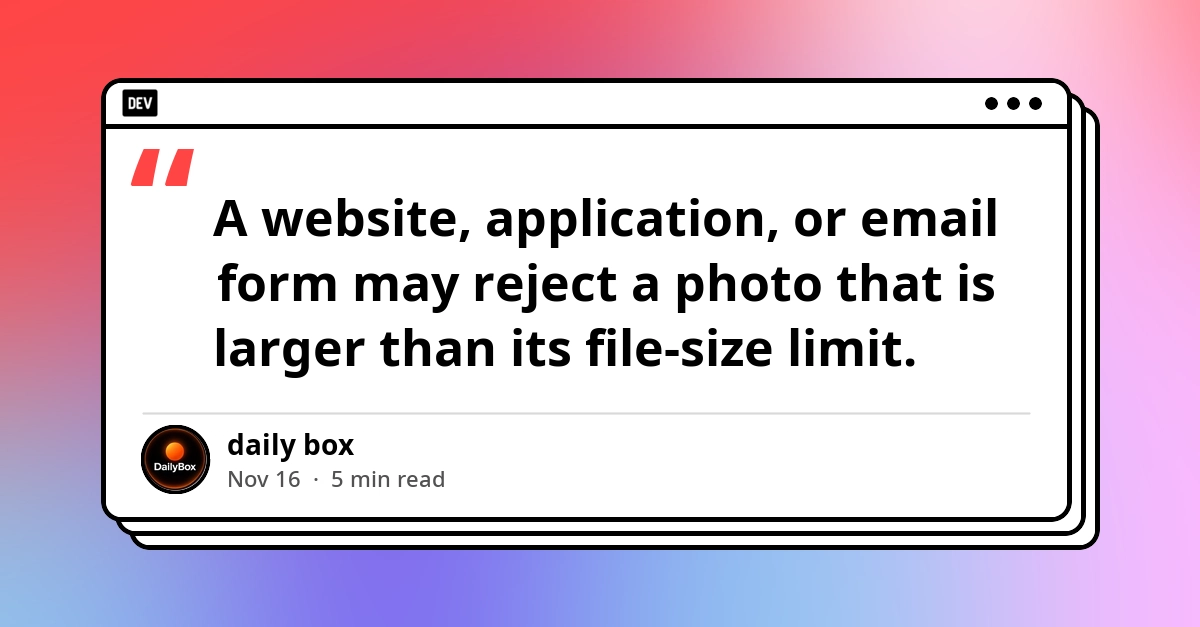 DEV
“
A website, application, or email
form may reject a photo that is
larger than its file-size limit.
DailyBox
daily box
Nov 16 · 5 min read